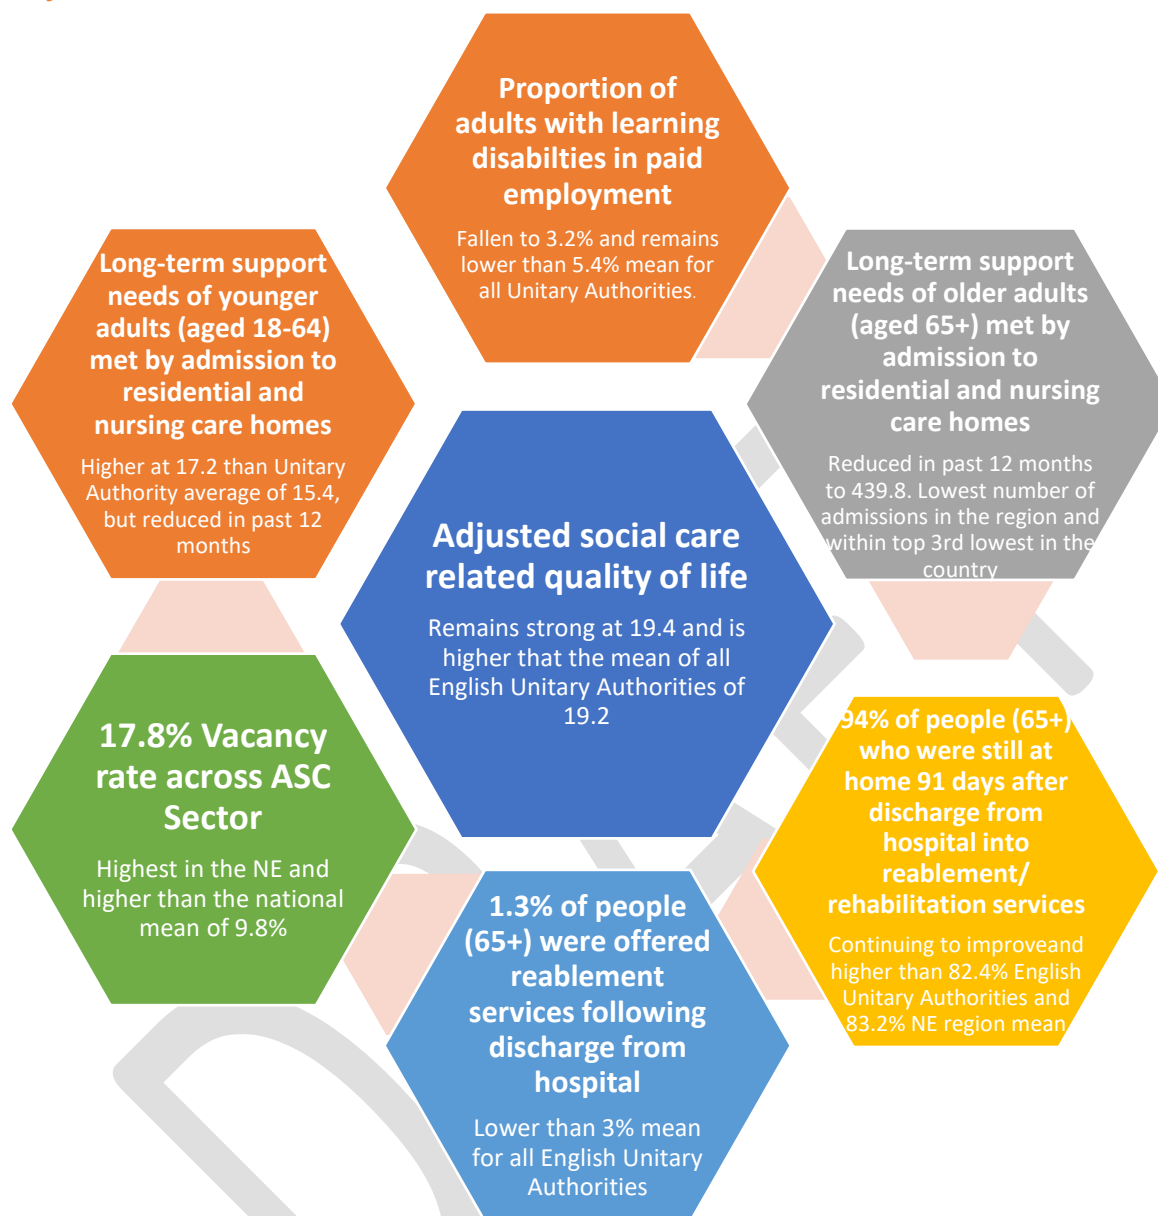 Proportion of
adults with learning
disabilties in paid
employment
Fallen to 3.2% and remains
lower than 5.4% mean for
all Unitary Authorities.
Long-term support
needs of younger
adults (aged 18-64)
met by admission to
residential and
nursing care homes
Higher at 17.2 than Unitary
Authority average of 15.4,
but reduced in past 12
months
Long-term support
needs of older adults
(aged 65+) met by
admission to
residential and nursing
care homes
Reduced in past 12 months
to 439.8. Lowest number of
admissions in the region and
within top 3rd lowest in the
country
Adjusted social care
related quality of life
Remains strong at 19.4 and is
higher that the mean of all
English Unitary Authorities of
19.2
17.8% Vacancy
rate across ASC
Sector
Highest in the NE and
higher than the national
mean of 9.8%
94% of people (65+)
who were still at
home 91 days after
discharge from
hospital into
reablement/
rehabilitation services
Continuing to improveand
higher than 82.4% English
Unitary Authorities and
83.2% NE region mean
1.3% of people
(65+) were offered
reablement
services following
discharge from
hospital
Lower than 3% mean
for all English Unitary
Authorities